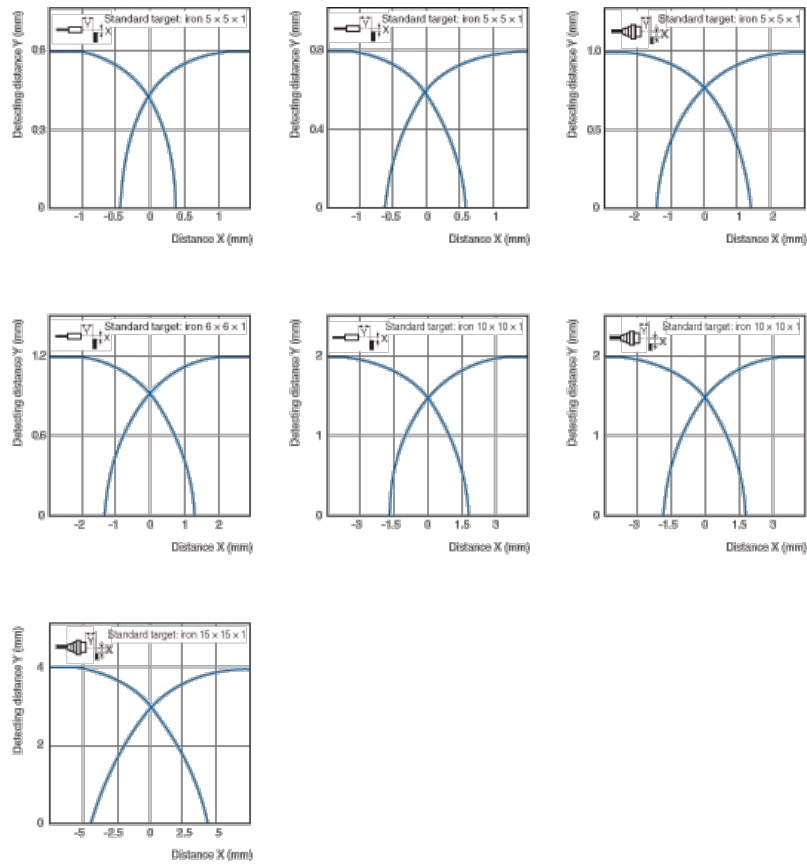 Standard target: iron 5 × 5 × 1
Y
X
Detecting distance Y (mm)
0.6
0.3
0
-1 -0.5 0 0.5 1
Distance X (mm)
Standard target: iron 5 × 5 × 1
Y
X
Detecting distance Y (mm)
0.8
0.4
0
-1 -0.5 0 0.5 1
Distance X (mm)
Standard target: iron 5 × 5 × 1
Y
X
Detecting distance Y (mm)
1.0
0.5
0
-2 -1 0 1 2
Distance X (mm)
Standard target: iron 6 × 6 × 1
Y
X
Detecting distance Y (mm)
1.2
0.6
0
-2 -1 0 1 2
Distance X (mm)
Standard target: iron 10 × 10 × 1
Y
X
Detecting distance Y (mm)
2
1
0
-3 -1.5 0 1.5 3
Distance X (mm)
Standard target: iron 10 × 10 × 1
Y
X
Detecting distance Y (mm)
2
1
0
-3 -1.5 0 1.5 3
Distance X (mm)
Standard target: iron 15 × 15 × 1
Y
X
Detecting distance Y (mm)
4
2
0
-5 -2.5 0 2.5 5
Distance X (mm)